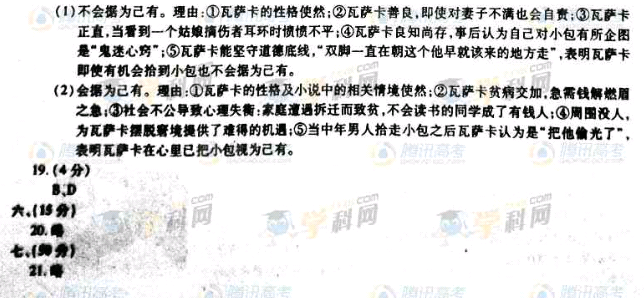 (1)不会据为己有。理由:①瓦萨卡的性格使然;②瓦萨卡善良,即使对妻子不满也会自责;③瓦萨卡
正直,当看到一个姑娘摘伤者耳环时愤愤不平;④瓦萨卡良知尚存,事后认为自己对小包有所企图
是“鬼迷心窍”;⑤瓦萨卡能坚守道德底线,“双脚一直在朝这个他早就该来的地方走”,表明瓦萨卡
即使有机会拾到小包也不会据为己有。
(2)会据为己有。理由:①瓦萨卡的性格及小说中的相关情境使然;②瓦萨卡贫病交加,急需钱解燃眉
之急;③社会不公导致心理失衡:家庭遭遇拆迁而致贫,不会读书的同学成了有钱人;④周围没人,
为瓦萨卡摆脱窘境提供了难得的机遇;⑤当中年男人拾走小包之后瓦萨卡认为是“把他偷光了”,
表明瓦萨卡在心里已把小包视为己有。
19.(4分)
B、D
六、(15分)
20.略
七、(50分)
21.略
腾讯高考
学科网
.com